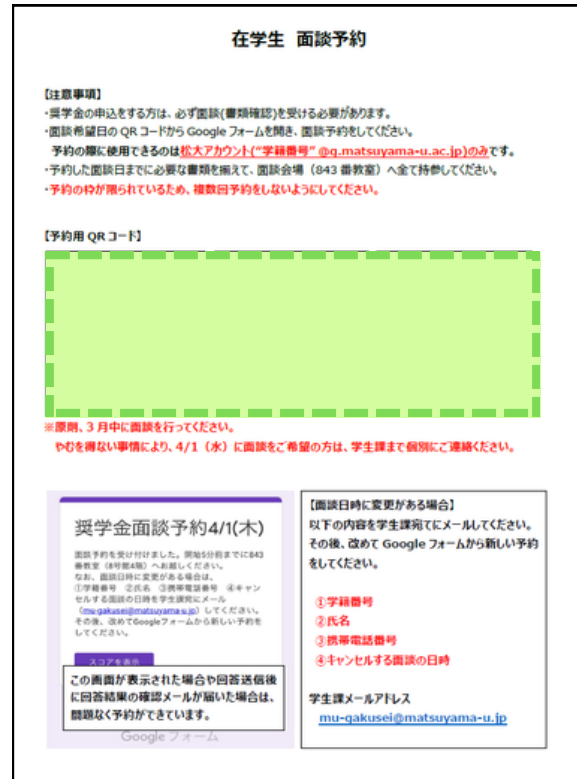 在学生 面談予約
【注意事項】
・奨学金の申込をする方は、必ず面談(書類確認)を受ける必要があります。
・面談希望日の QR コードから Google フォームを開き、面談予約をしてください。
予約の際に使用できるのは松大アカウント("学籍番号" @g.matsuyama-u.ac.jp)のみです。
・予約した面談日までに必要な書類を揃えて、面談会場（843 番教室）へ全て持参してください。
・予約の枠が限られているため、複数回予約をしないようにしてください。
【予約用 QR コード】
※原則、3 月中に面談を行ってください。
やむを得ない事情により、4/1（水）に面談をご希望の方は、学生課まで個別にご連絡ください。
奨学金面談予約4/1(木)
面談予約を受け付けました。開始5分前までに843
番教室（8号館4階）へお越しください。
なお、面談日時に変更がある場合は、
①学籍番号 ②氏名 ③携帯電話番号 ④キャン
セルする面談の日時を学生課宛にメール
（mu-gakusei@matsuyama-u.jp）してください。
その後、改めてGoogleフォームから新しい予約を
してください。
スコアを表示
この画面が表示された場合や回答送信後
に回答結果の確認メールが届いた場合は、
問題なく予約ができています。
Google フォーム
【面談日時に変更がある場合】
以下の内容を学生課宛てにメールしてください。
その後、改めて Google フォームから新しい予約
をしてください。
①学籍番号
②氏名
③携帯電話番号
④キャンセルする面談の日時
学生課メールアドレス
mu-gakusei@matsuyama-u.jp